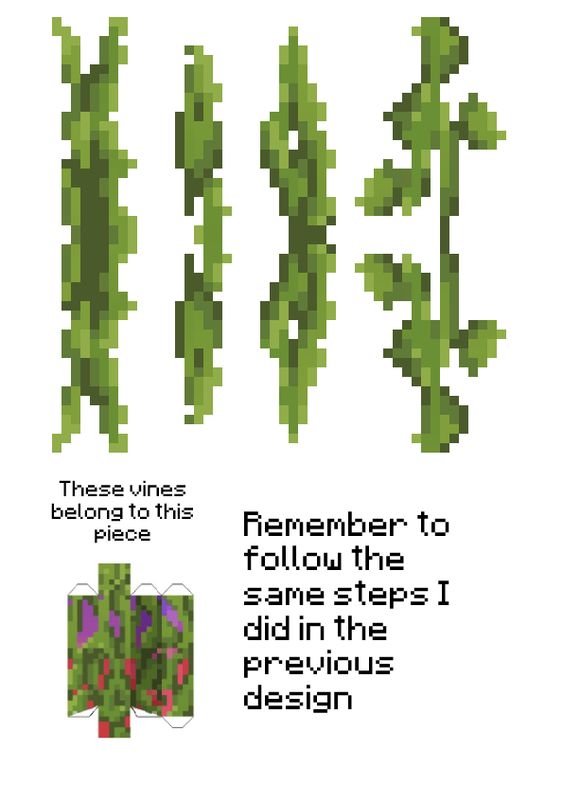 These vines
belong to this
piece
Remember to
follow the
same steps I
did in the
previous
design